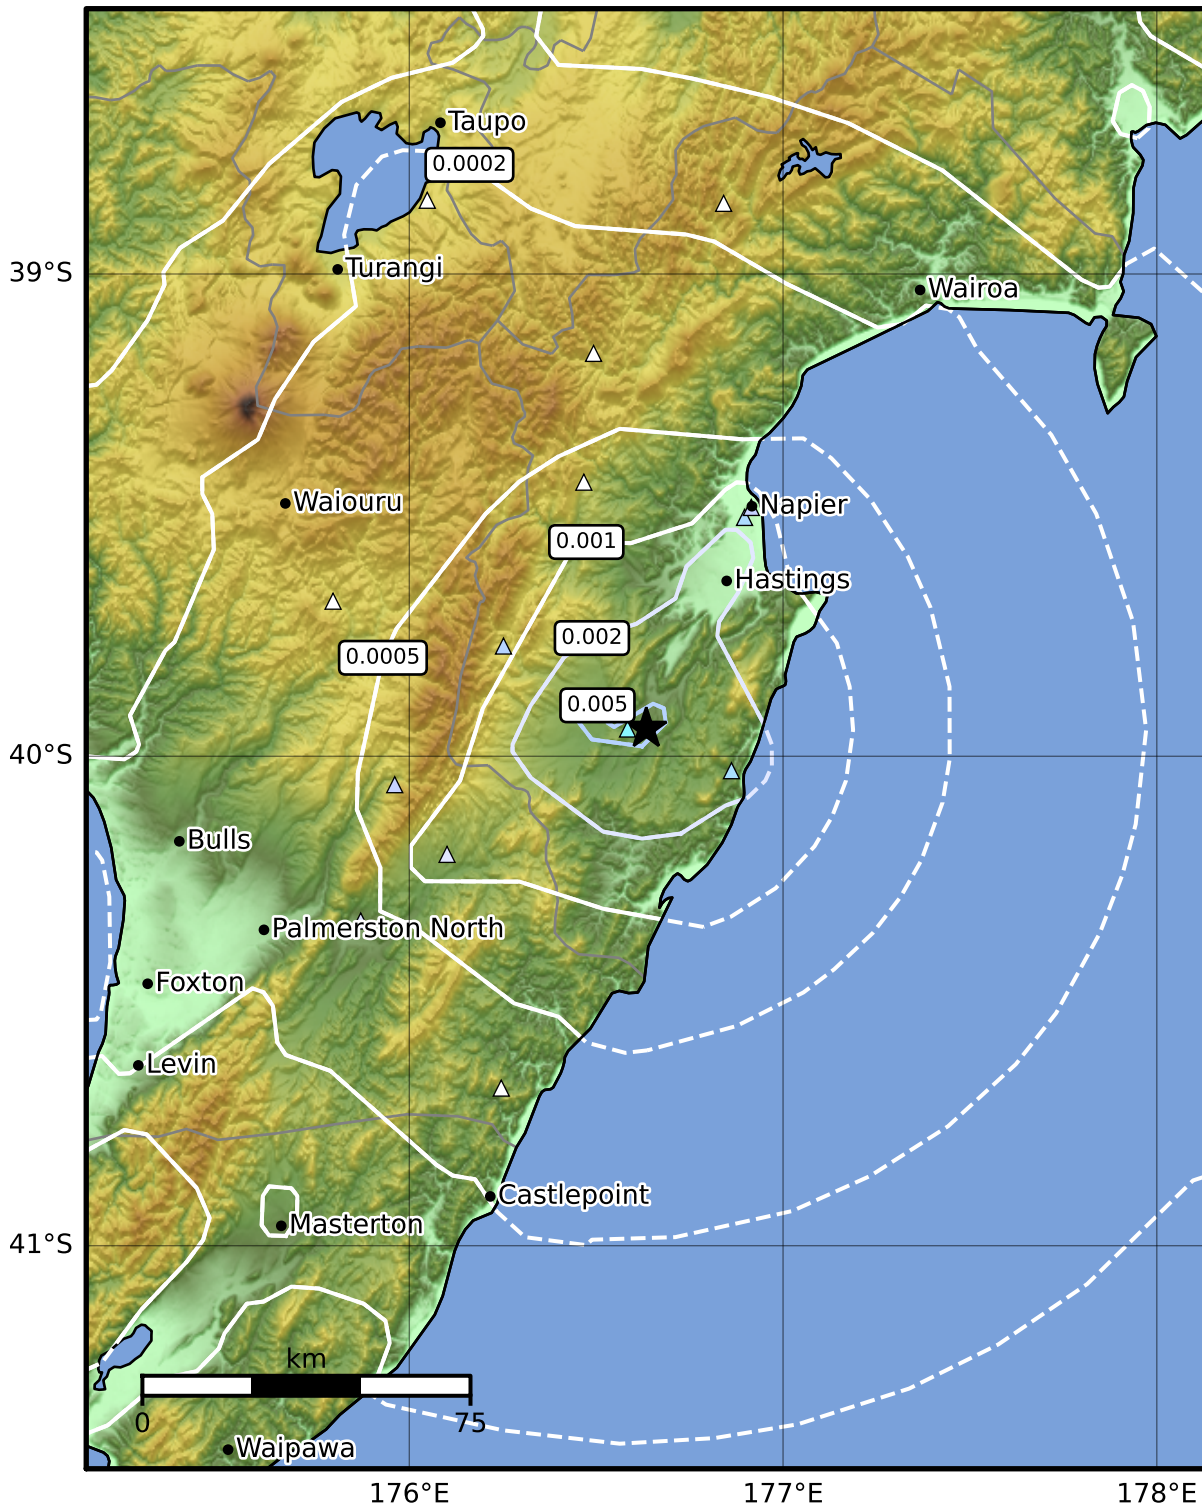 Taupo
0.0002
39°S
Turangi
Wairoa
Waiouru
Napier
0.001
Hastings
0.002
0.0005
0.005
40°S
Bulls
Palmerston North
Foxton
Levin
Castlepoint
Masterton
41°S
km
0 75
Waipawa
176°E 177°E 178°E